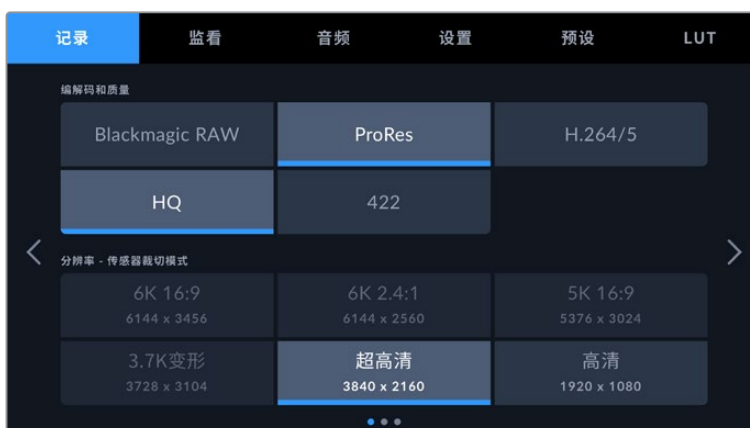 记录 监看 音频 设置 预设 LUT
编解码和质量
Blackmagic RAW ProRes H.264/5
HQ 422
分辨率 - 传感器裁切模式
6K 16:9 6K 2.4:1 5K 16:9
6144 x 3456 6144 x 2560 5376 x 3024
3.7K变形 超高清 高清
3728 x 3104 3840 x 2160 1920 x 1080